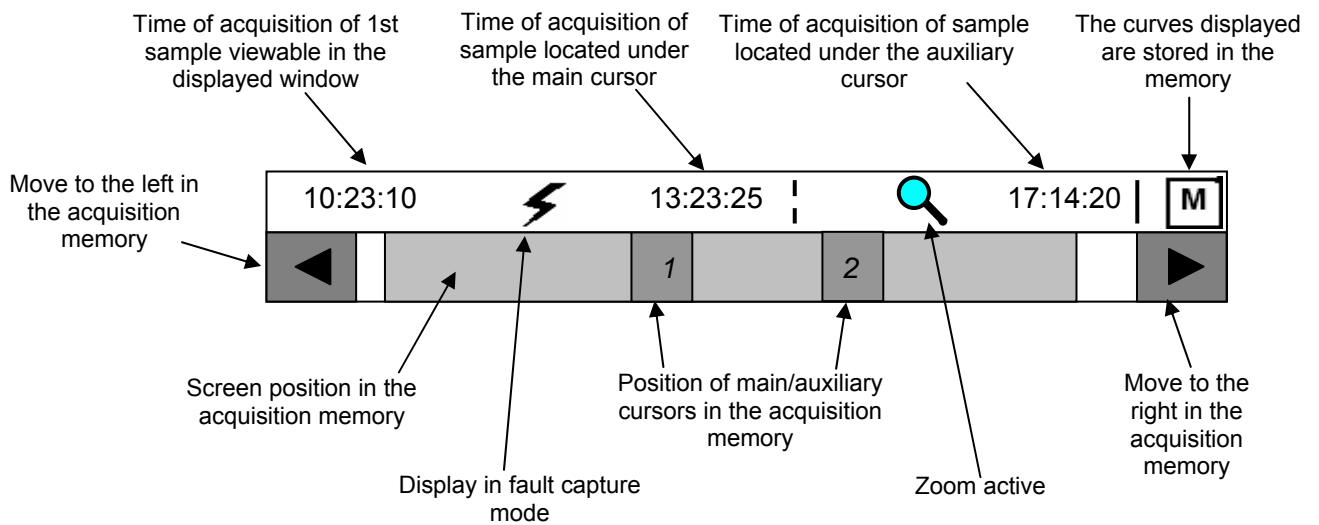 Time of acquisition of 1st
sample viewable in the
displayed window
Time of acquisition of
sample located under
the main cursor
Time of acquisition of sample
located under the auxiliary
cursor
The curves displayed
are stored in the
memory
Move to the left in
the acquisition
memory
10:23:10
13:23:25
17:14:20
M
1
2
Screen position in the
acquisition memory
Position of main/auxiliary
cursors in the acquisition
memory
Move to the
right in the
acquisition
memory
Display in fault capture
mode
Zoom active